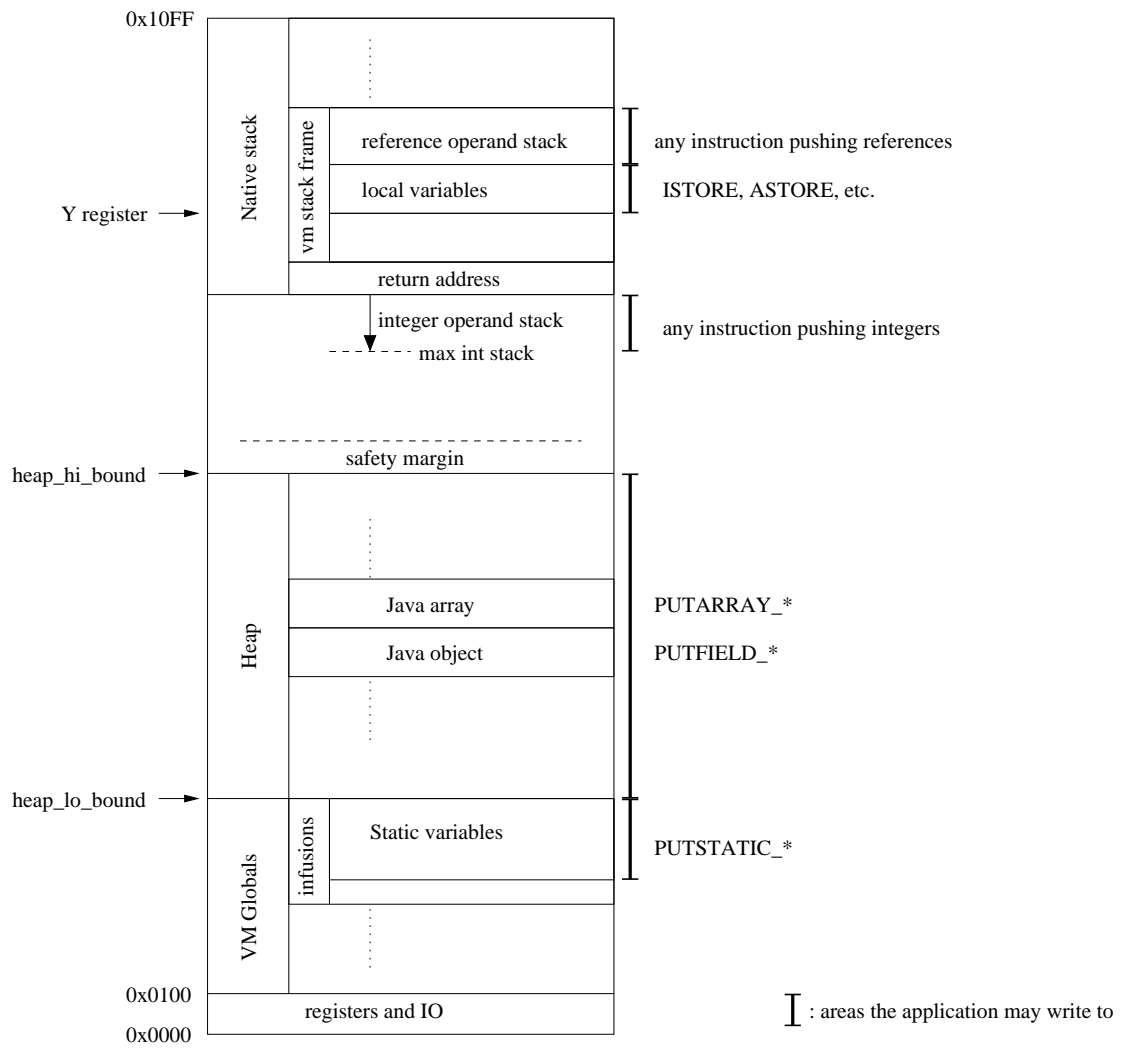 0x10FF
Native stack
vm stack frame
reference operand stack
any instruction pushing references
local variables
ISTORE, ASTORE, etc.
Y register
return address
integer operand stack
any instruction pushing integers
max int stack
safety margin
heap_hi_bound
Heap
Java array
PUTARRAY_*
Java object
PUTFIELD_*
heap_lo_bound
VM Globals
infusions
Static variables
PUTSTATIC_*
0x0100
registers and IO
: areas the application may write to
0x0000